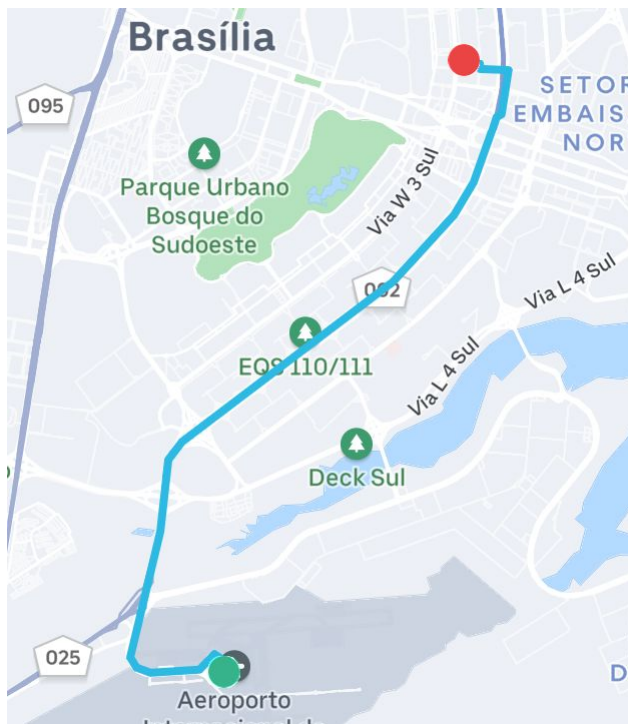 Brasília
095
SETOR
EMBAIS
NOR
Parque Urbano
Bosque do
Sudoeste
Via W 3 Sul
002
Via L 4 Sul
EQS 110/111
Via L 4 Sul
Deck Sul
025
Aeroporto
D